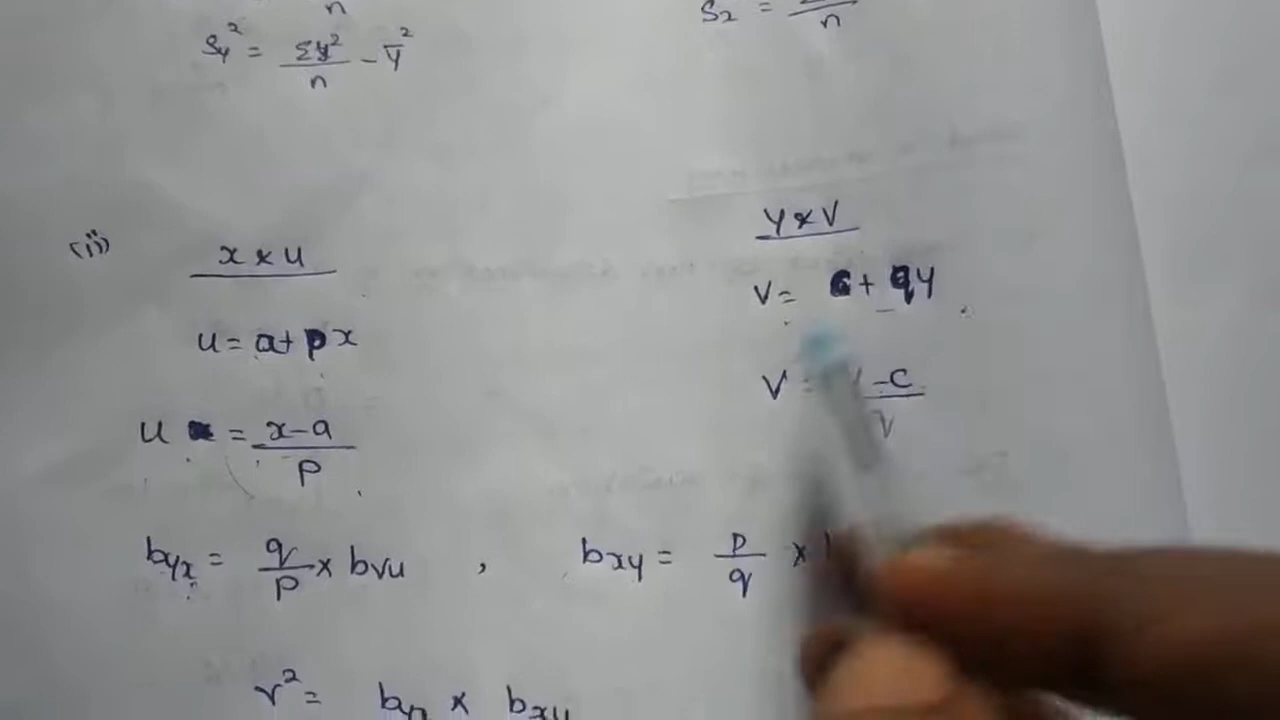 n
Sy² = Σy²/n - ȳ²
S₂ = /n
(ii)
x * u
y * v
v = c + qy
u = a + px
v = -c
u = x-a/p
byx = q/p × bvu , bxy = p/q ×
r² = byx × bxy